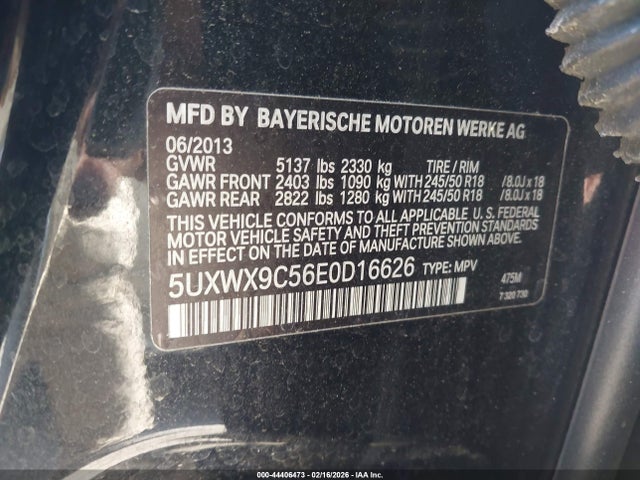 MFD BY BAYERISCHE MOTOREN WERKE AG
06/2013
GVWR 5137 lbs 2330 kg TIRE / RIM
GAWR FRONT 2403 lbs 1090 kg WITH 245/50 R18 /8.0J x 18
GAWR REAR 2822 lbs 1280 kg WITH 245/50 R18 /8.0J x 18
THIS VEHICLE CONFORMS TO ALL APPLICABLE U. S. FEDERAL
MOTOR VEHICLE SAFETY AND THEFT PREVENTION STANDARDS
IN EFFECT ON THE DATE OF MANUFACTURE SHOWN ABOVE.
5UXWX9C56E0D16626 TYPE: MPV 475M
7 320 730
000-44406473 - 02/16/2026 - IAA Inc.